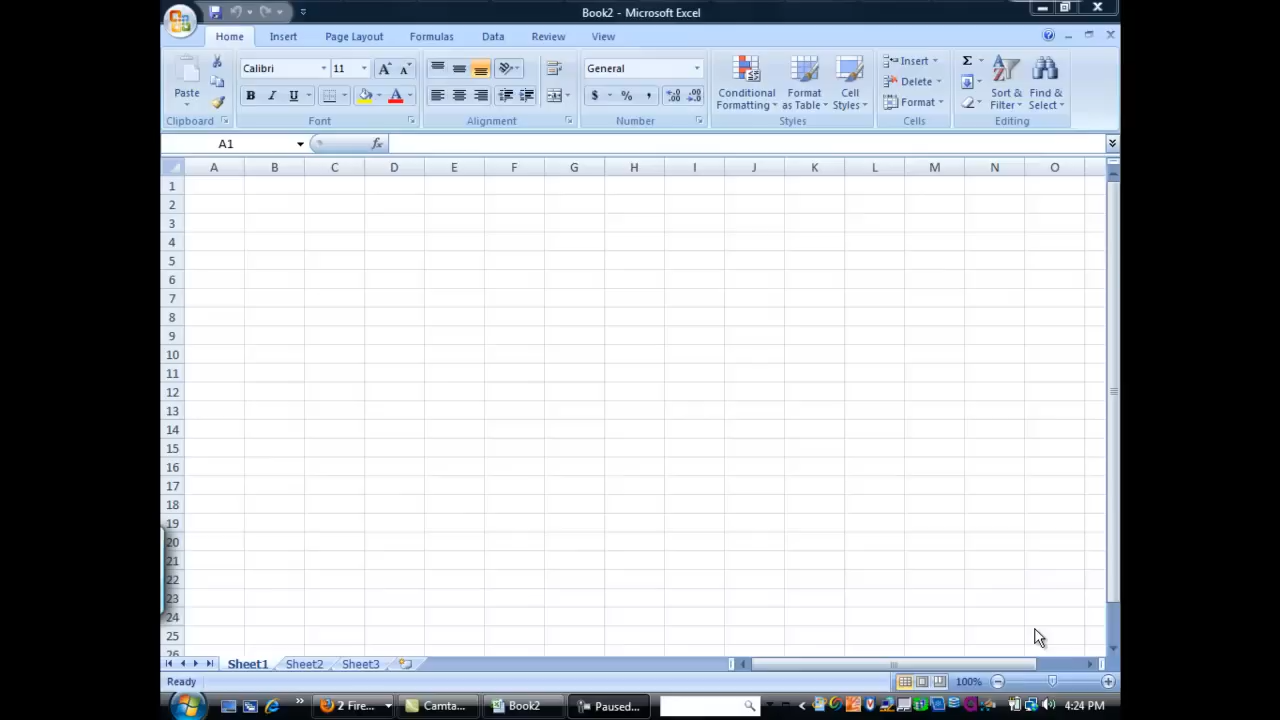 Book2 - Microsoft Excel
Home Insert Page Layout Formulas Data Review View
Calibri 11 General Insert Σ
Paste B I U $ % , Conditional Formatting Format as Table Cell Styles Delete Sort & Filter Find & Select
Format
Clipboard Font Alignment Number Styles Cells Editing
A1 fx
A B C D E F G H I J K L M N O
1
2
3
4
5
6
7
8
9
10
11
12
13
14
15
16
17
18
19
20
21
22
23
24
25
26
Sheet1 Sheet2 Sheet3
Ready 100%
2 Fire... Camta... Book2 Paused... 4:24 PM